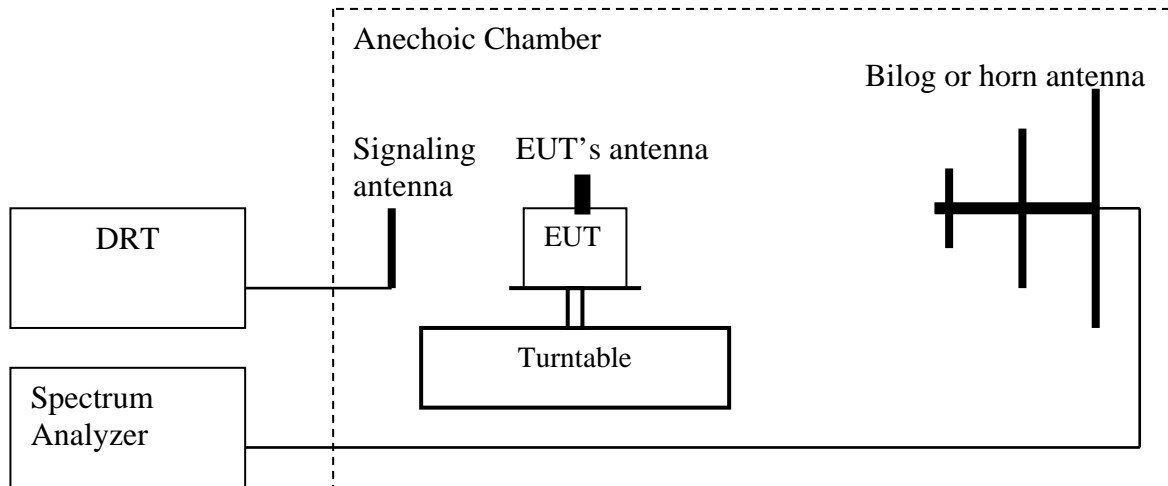 Anechoic Chamber
Bilog or horn antenna
Signaling
antenna
EUT’s antenna
DRT
EUT
Turntable
Spectrum
Analyzer